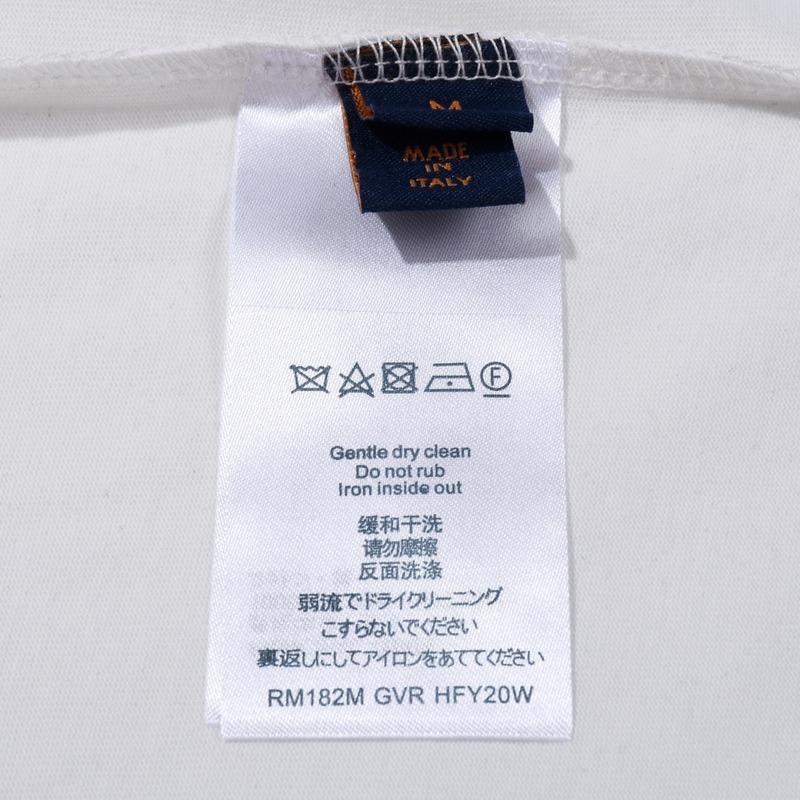 M
MADE
IN
ITALY
F
Gentle dry clean
Do not rub
Iron inside out
缓和干洗
请勿摩擦
反面洗涤
弱流でドライクリーニング
こすらないでください
裏返しにしてアイロンをあててください
RM182M GVR HFY20W